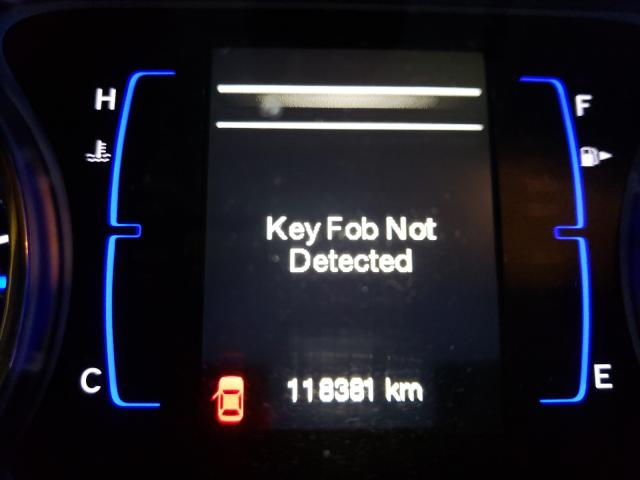 H F
Key Fob Not
Detected
C E
118381 km